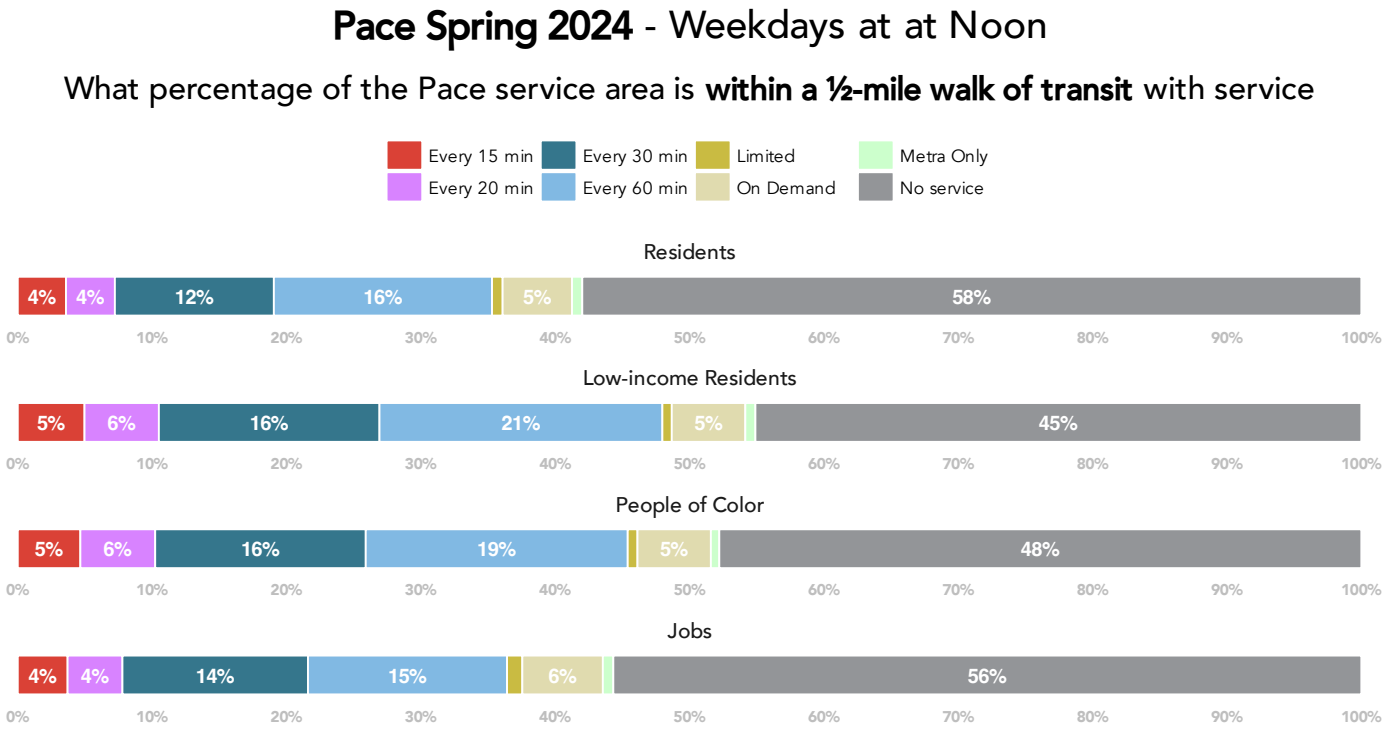 Pace Spring 2024 - Weekdays at at Noon
What percentage of the Pace service area is within a ½-mile walk of transit with service
Every 15 min Every 30 min Limited Metra Only
Every 20 min Every 60 min On Demand No service
Residents
4% 4% 12% 16% 5% 58%
0% 10% 20% 30% 40% 50% 60% 70% 80% 90% 100%
Low-income Residents
5% 6% 16% 21% 5% 45%
0% 10% 20% 30% 40% 50% 60% 70% 80% 90% 100%
People of Color
5% 6% 16% 19% 5% 48%
0% 10% 20% 30% 40% 50% 60% 70% 80% 90% 100%
Jobs
4% 4% 14% 15% 6% 56%
0% 10% 20% 30% 40% 50% 60% 70% 80% 90% 100%